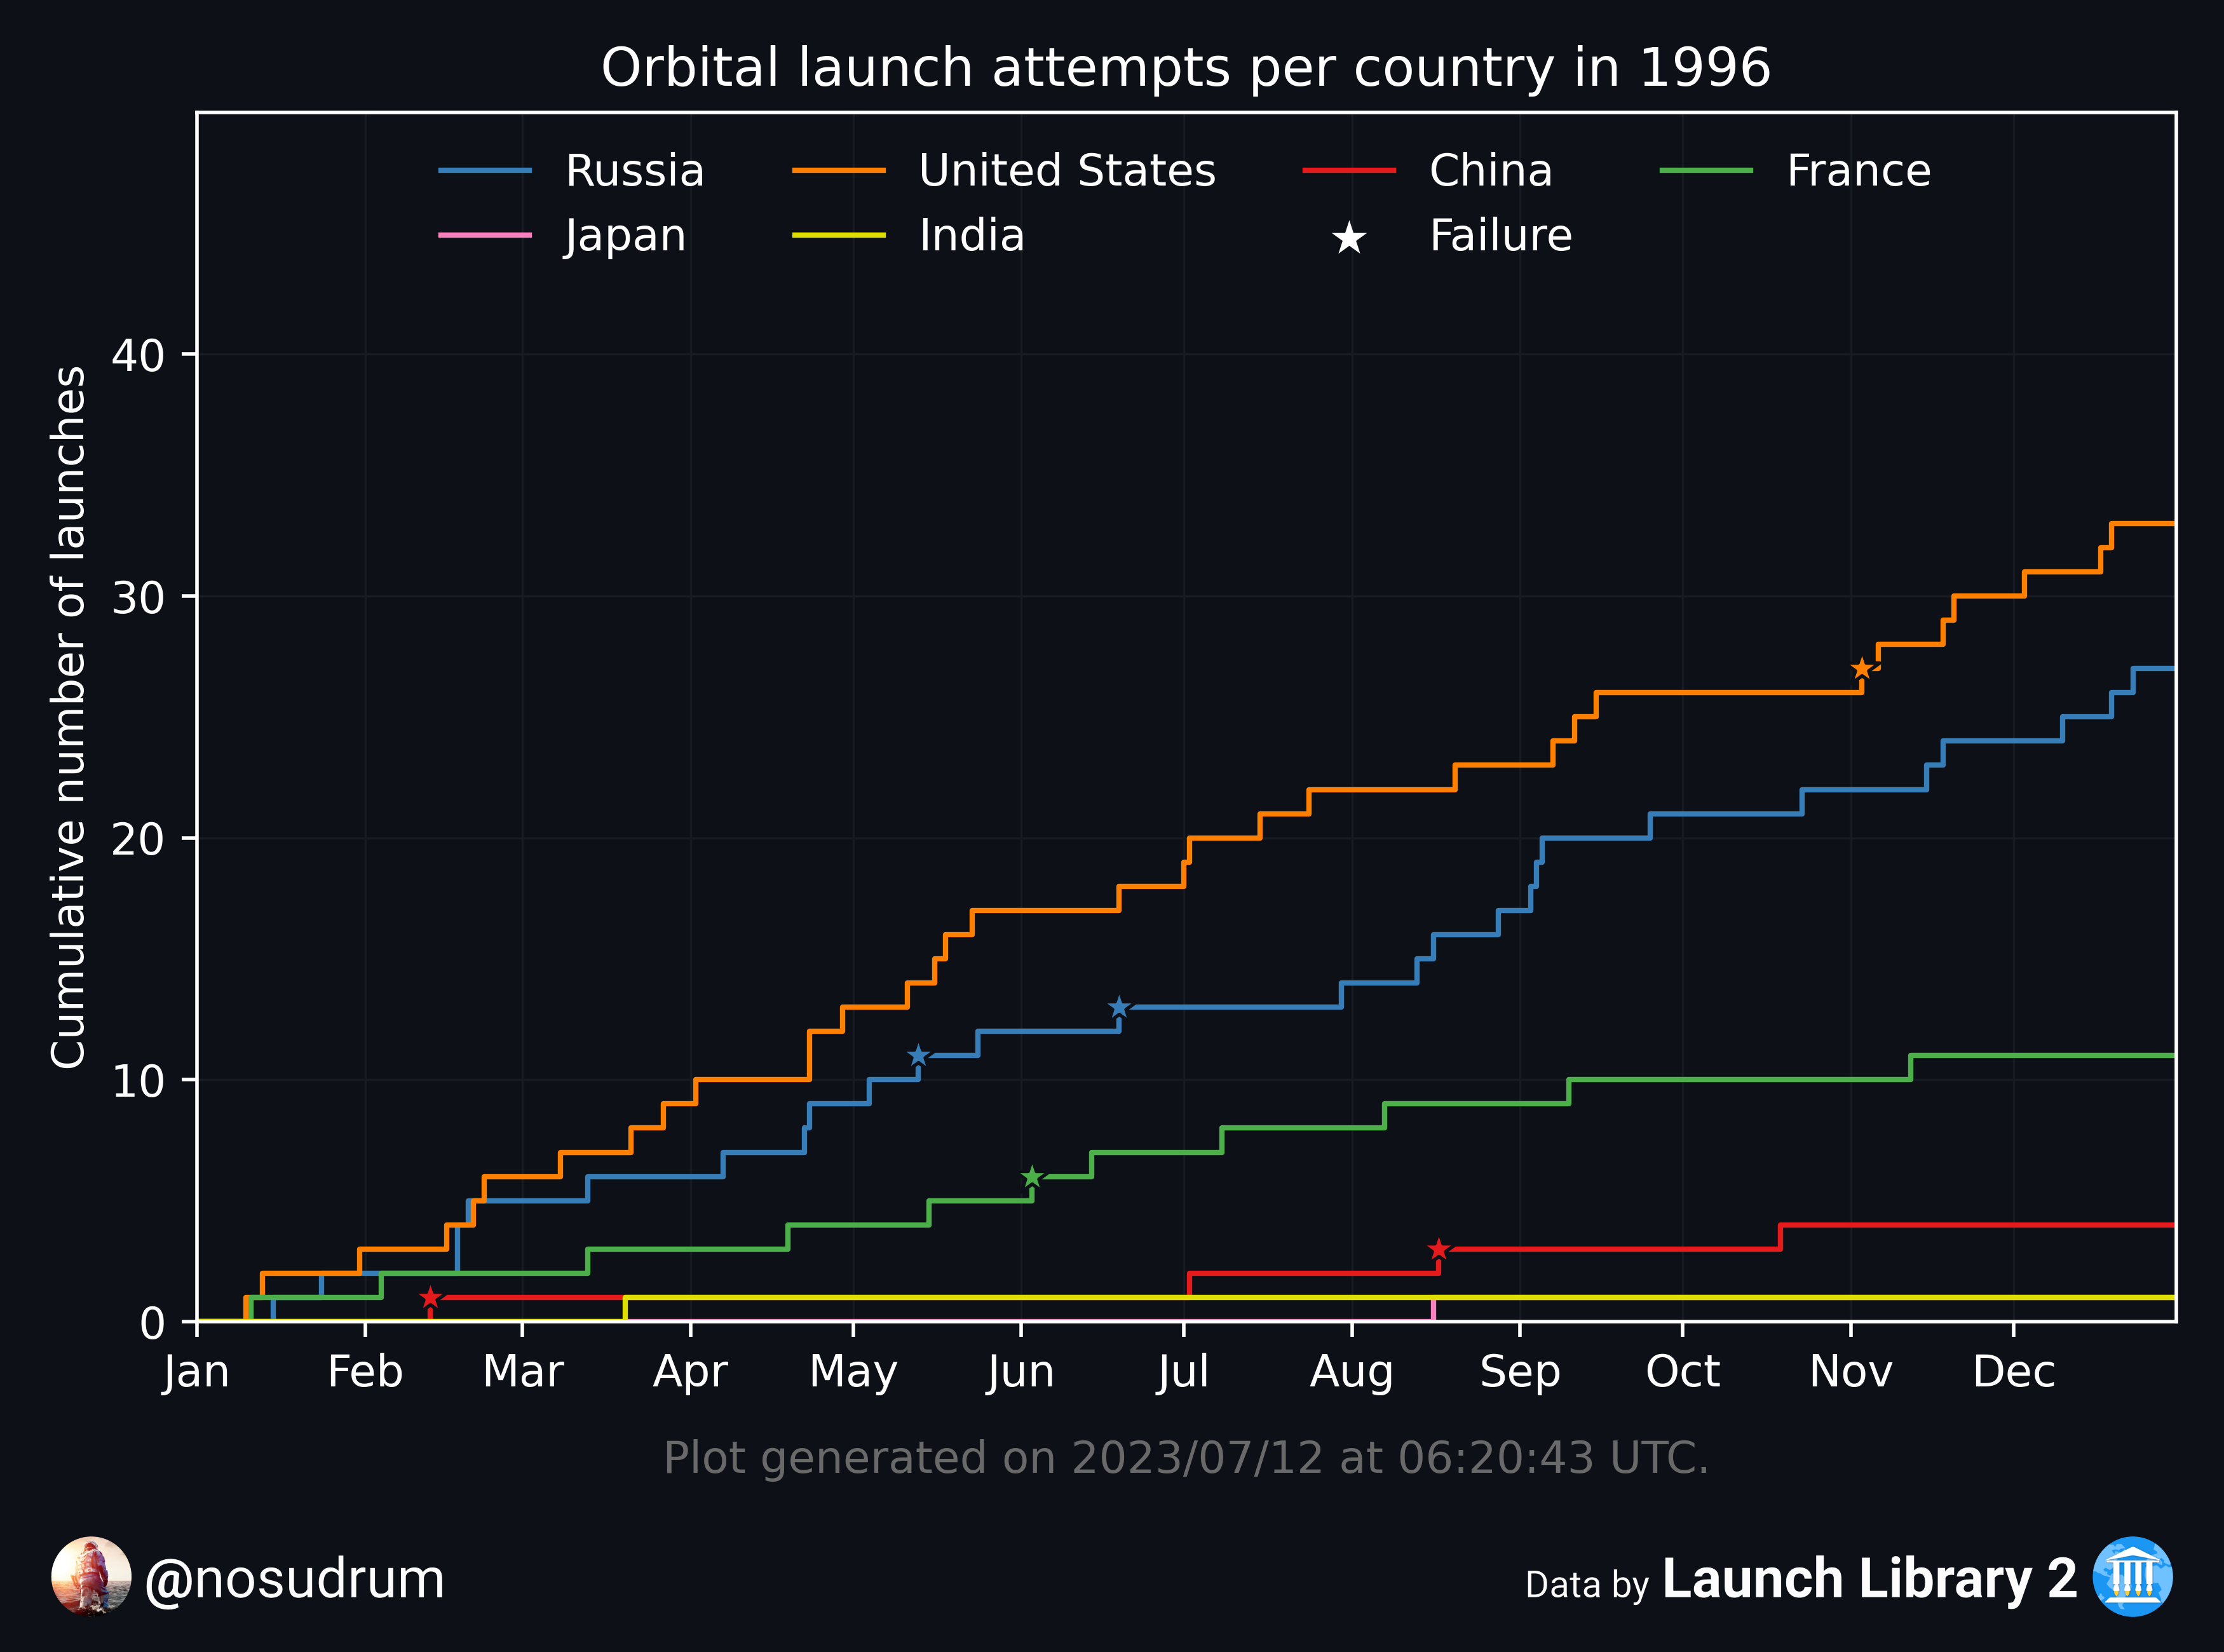 Orbital launch attempts per country in 1996
Russia United States China France
Japan India Failure
Cumulative number of launches
40
30
20
10
0
Jan Feb Mar Apr May Jun Jul Aug Sep Oct Nov Dec
Plot generated on 2023/07/12 at 06:20:43 UTC.
@nosudrum
Data by Launch Library 2